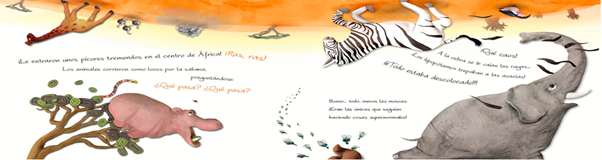 ¡Le entraron unos picores tremendos en el centro de África! ¡Ras, ras!
Los animales corrieron como locos por la sabana,
preguntándose:
¿Qué pasa? ¿Qué pasa?
¡Qué caos!
A la cebra se le caían las rayas...
¡Los hipopótamos trepaban a las acacias!
¡¡¡Todo estaba descolocado!!!
Bueno... todo, menos las moscas.
¡Eran las únicas que seguían
haciendo cosas supernormales!